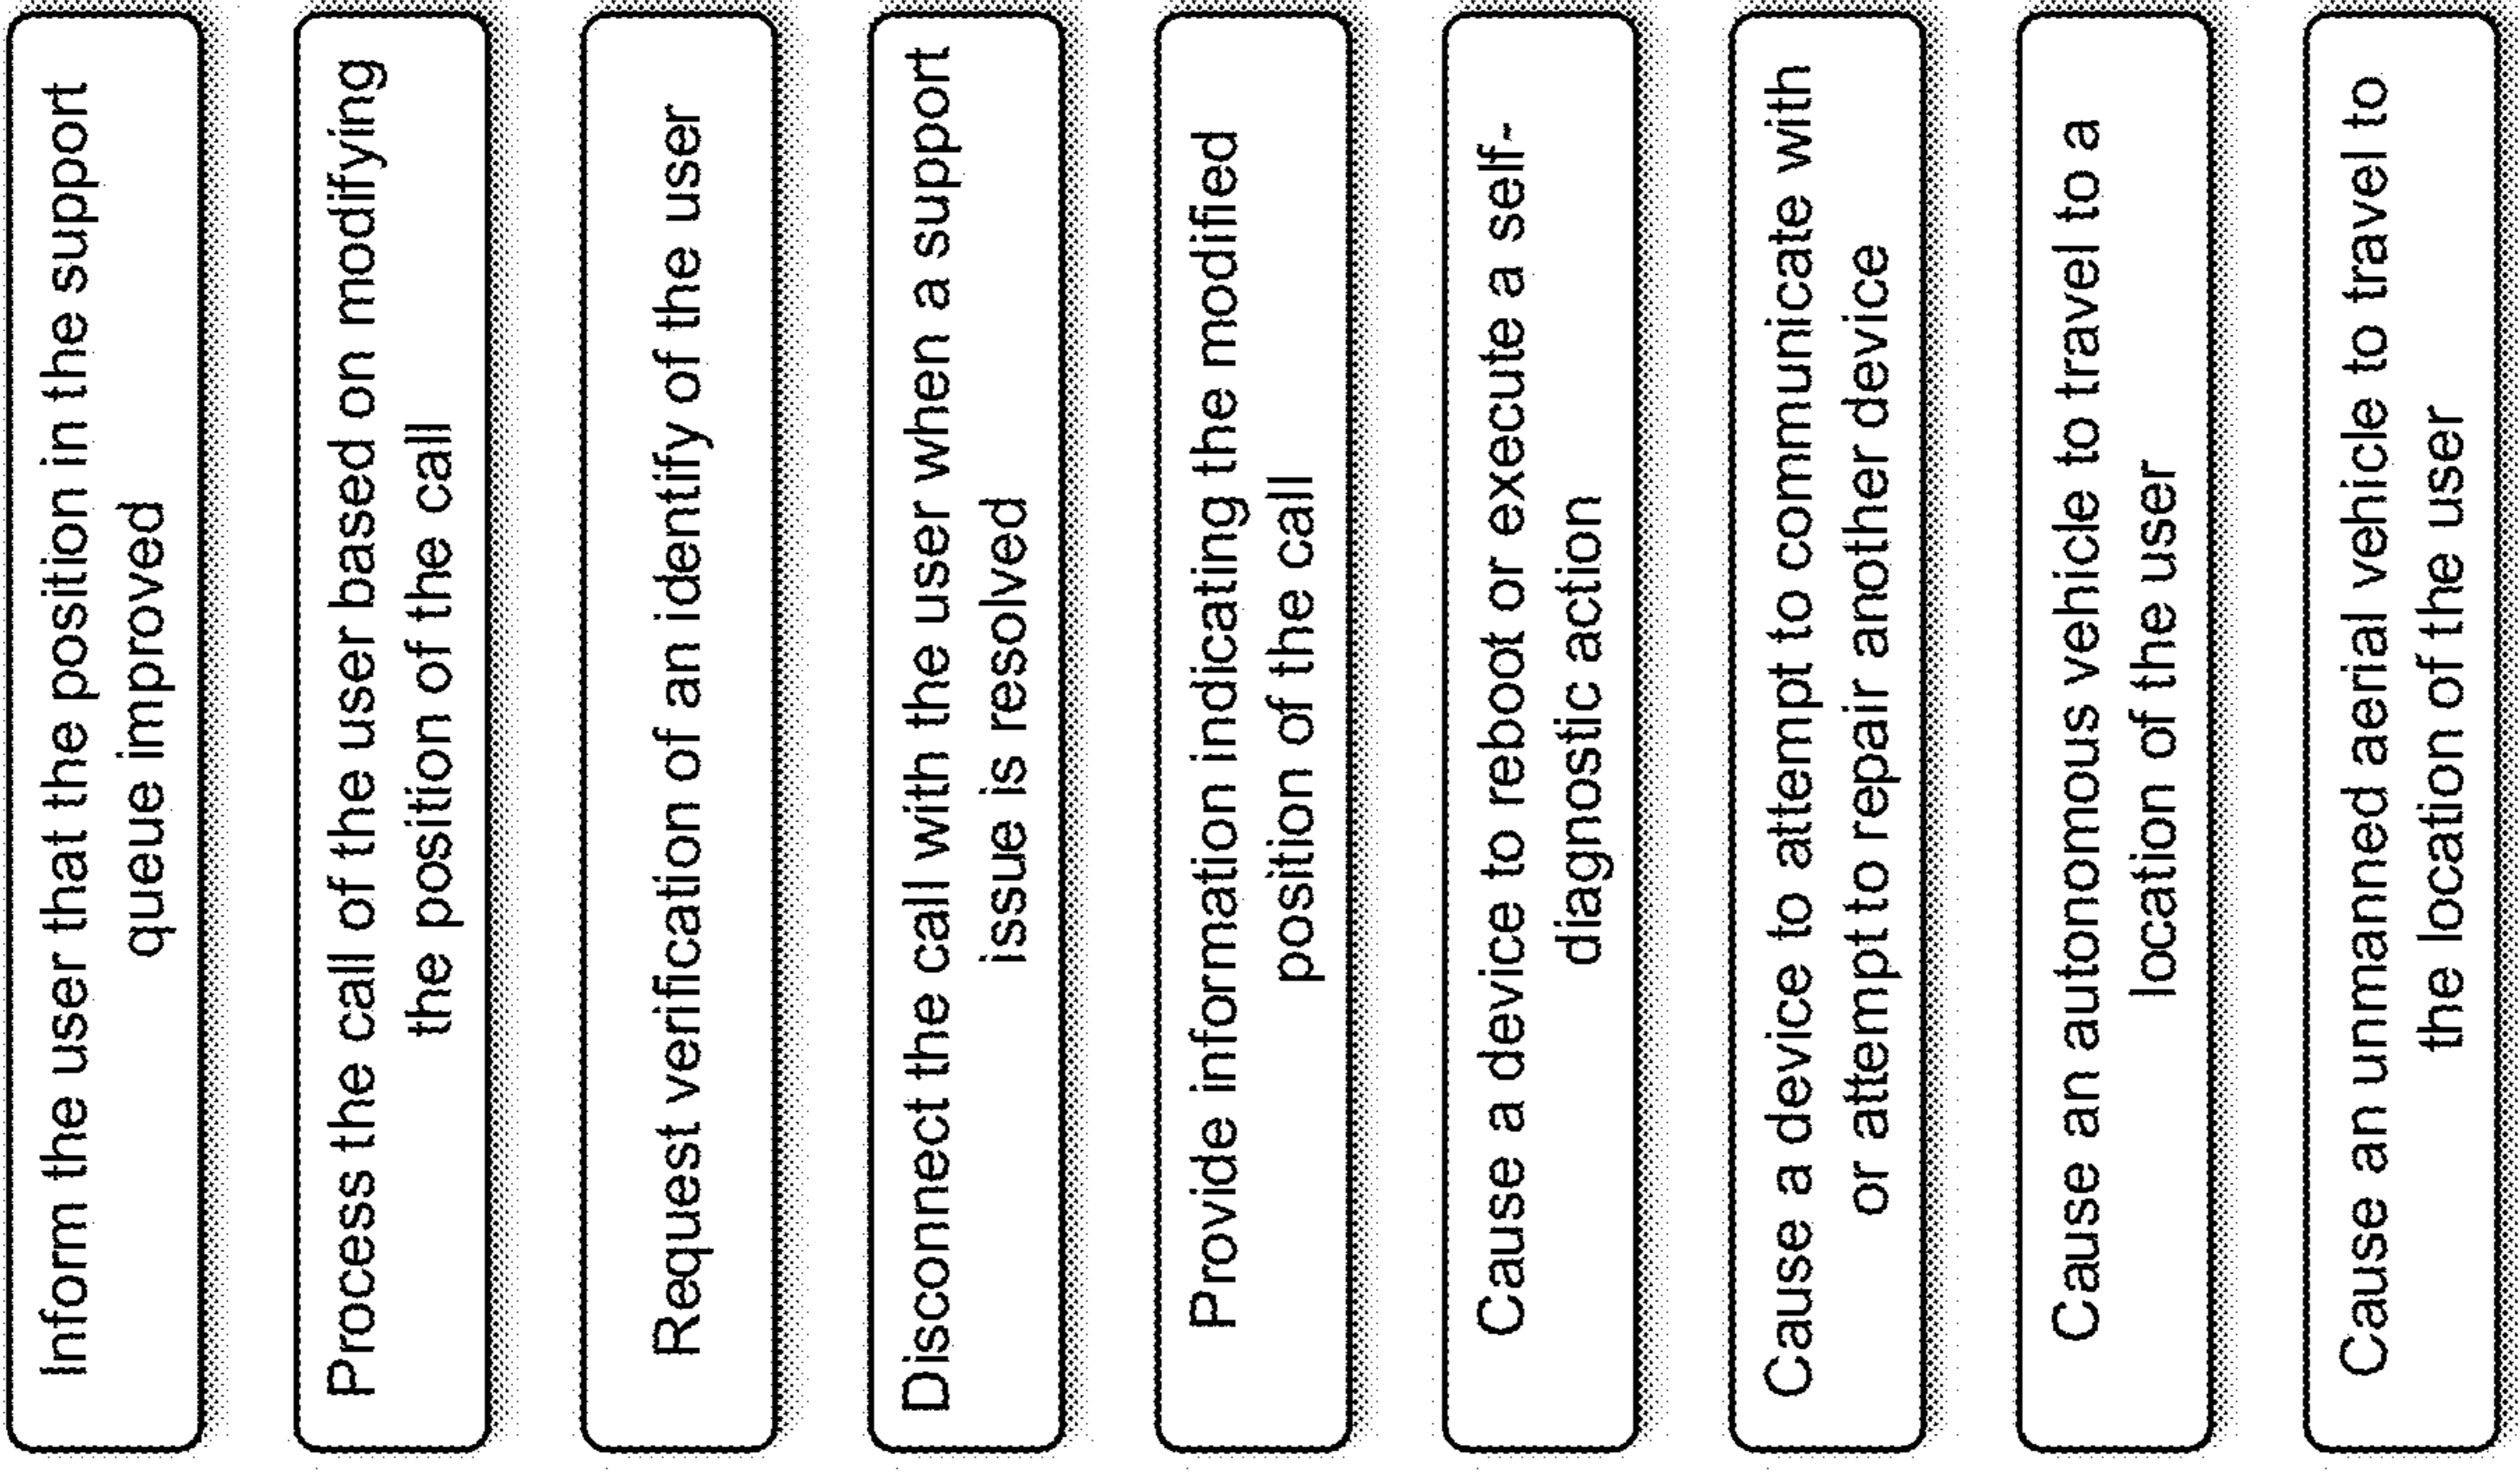 Inform the user that the position in the support
queue improved
Process the call of the user based on modifying
the position of the call
Request verification of an identify of the user
Disconnect the call with the user when a support
issue is resolved
Provide information indicating the modified
position of the call
Cause a device to reboot or execute a self-
diagnostic action
Cause a device to attempt to communicate with
or attempt to repair another device
Cause an autonomous vehicle to travel to a
location of the user
Cause an unmanned aerial vehicle to travel to
the location of the user